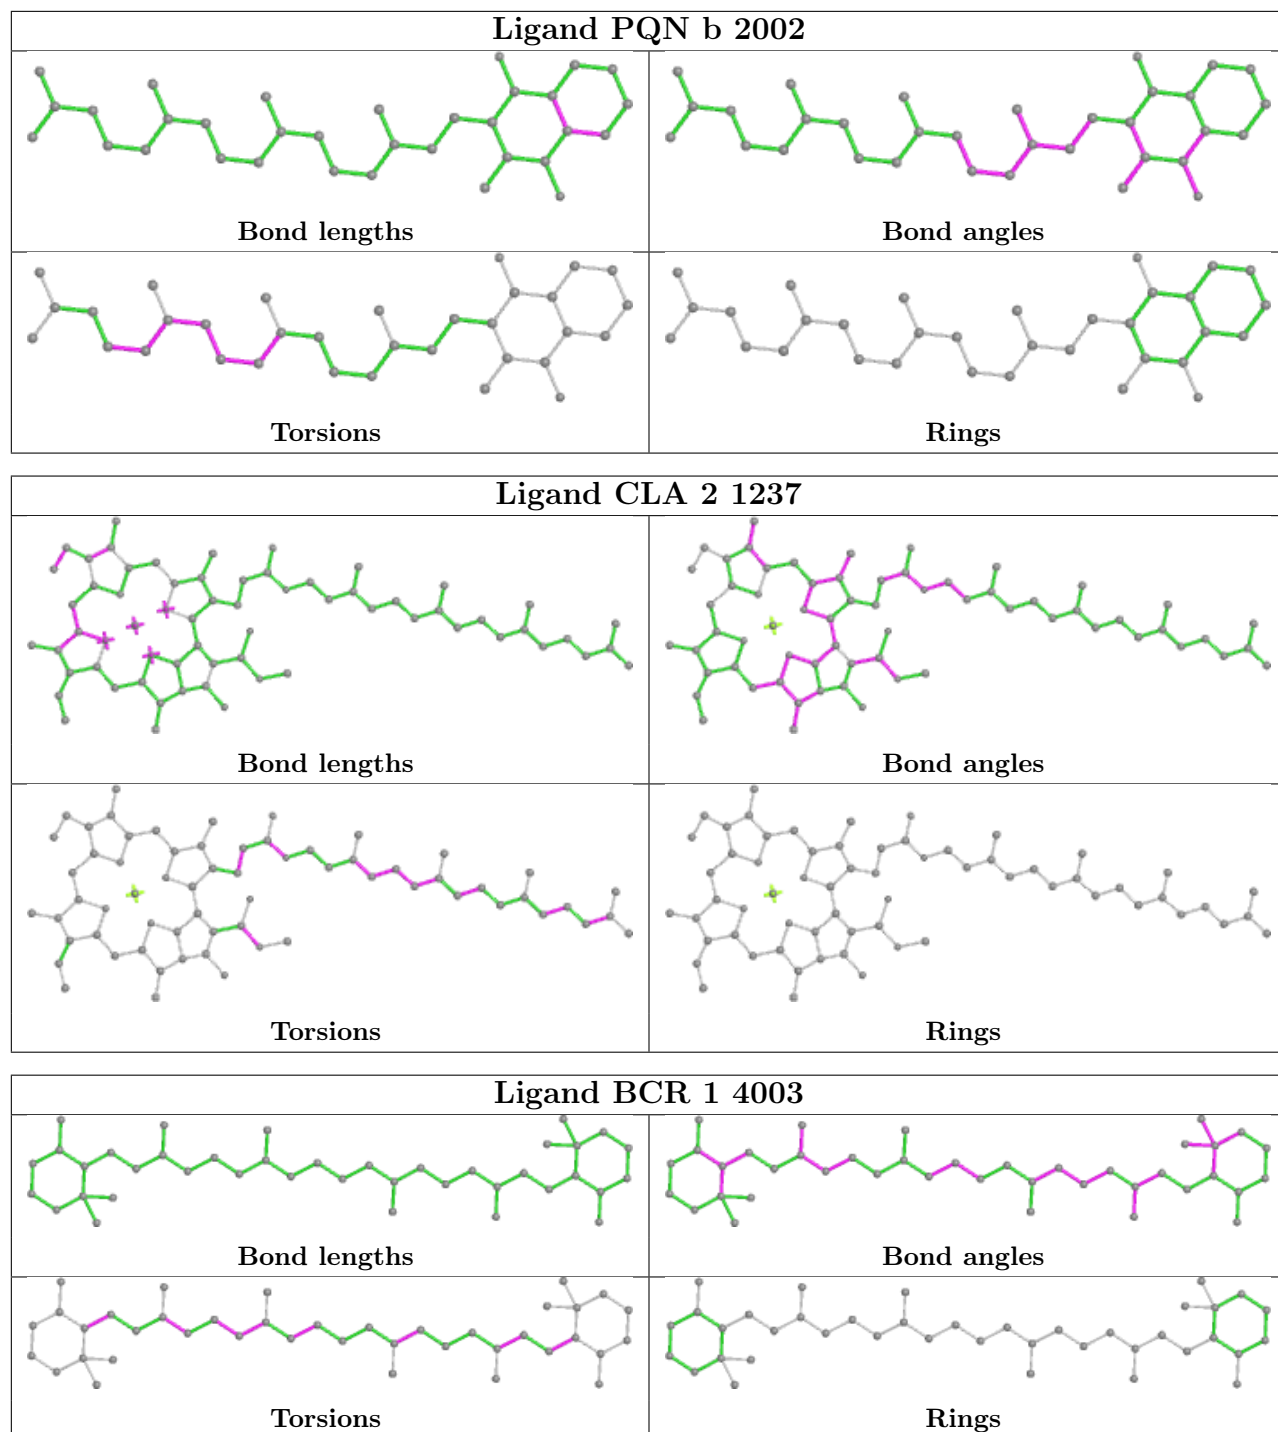 Ligand PQN b 2002
Bond lengths
Bond angles
Torsions
Rings
Ligand CLA 2 1237
Bond lengths
Bond angles
Torsions
Rings
Ligand BCR 1 4003
Bond lengths
Bond angles
Torsions
Rings